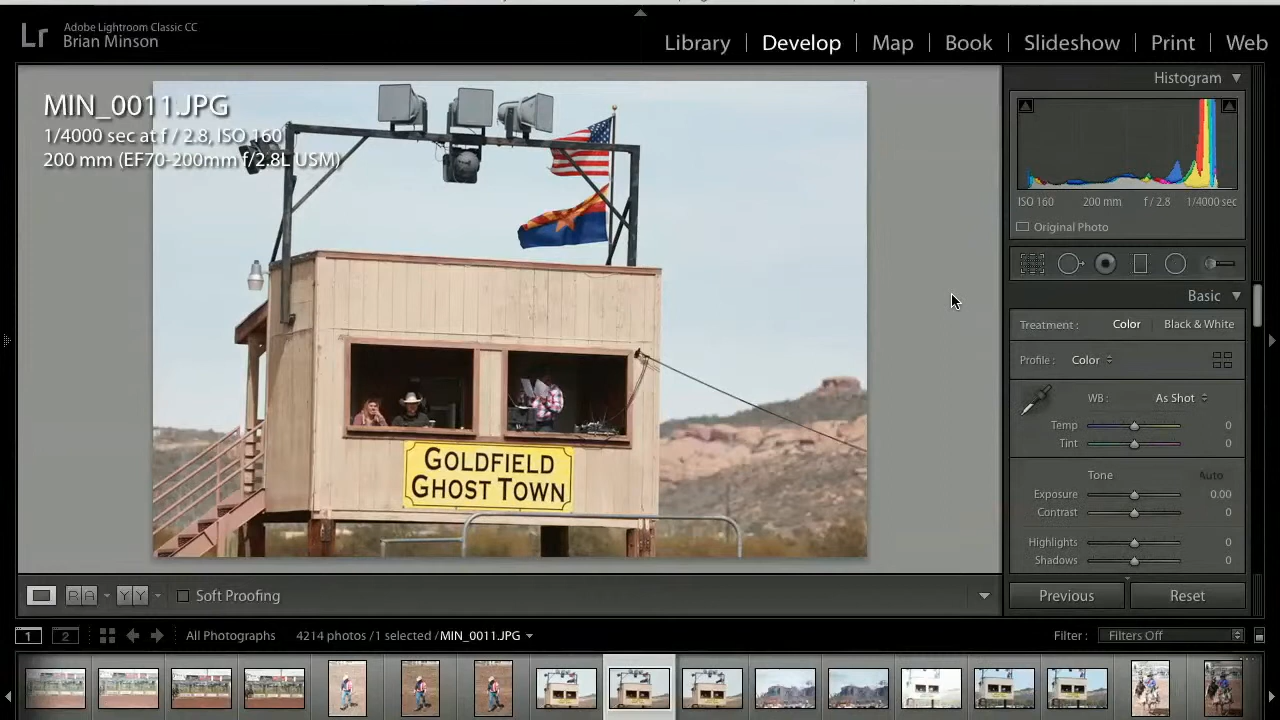 Adobe Lightroom Classic CC
Brian Minson
Lr
Library | Develop | Map | Book | Slideshow | Print | Web
MIN_0011.JPG
1/4000 sec at f / 2.8, ISO 160
200 mm (EF70-200mm f/2.8L USM)
GOLDFIELD
GHOST TOWN
Histogram
ISO 160 200 mm f / 2.8 1/4000 sec
Original Photo
Basic
Treatment : Color | Black & White
Profile : Color
WB : As Shot
Temp 0
Tint 0
Tone Auto
Exposure 0.00
Contrast 0
Highlights 0
Shadows 0
Previous Reset
R A Y Y Soft Proofing
1 2 All Photographs 4214 photos / 1 selected / MIN_0011.JPG Filter : Filters Off